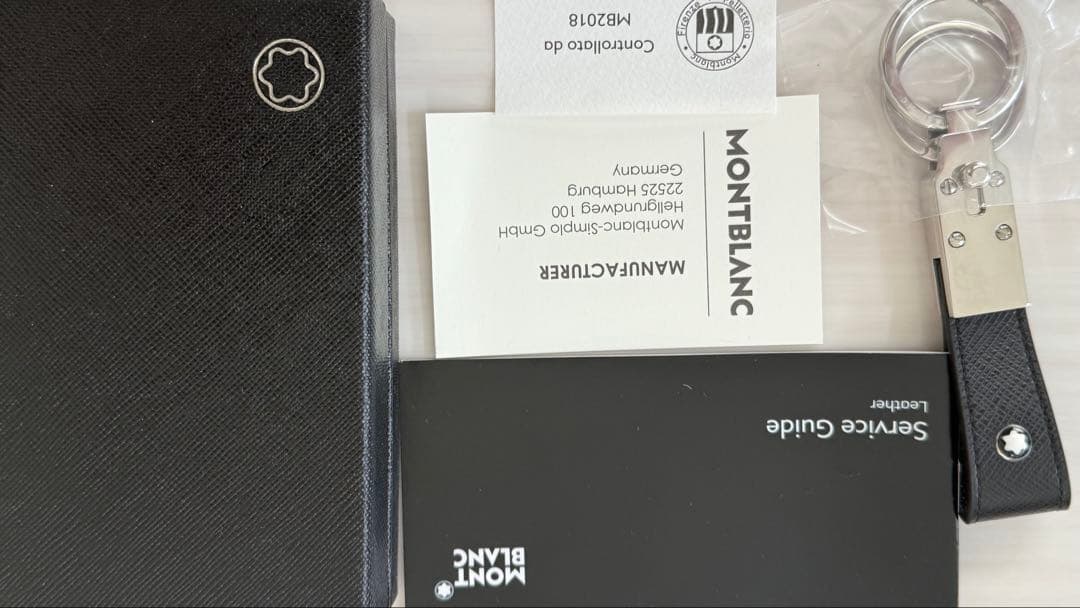 Controllato da
MB2018
Montblanc • Firenze • Pelletteria •
MONTBLANC
MANUFACTURER
Montblanc-Simplo GmbH
Hellgrundweg 100
22525 Hamburg
Germany
MONT
BLANC
Service Guide
Leather